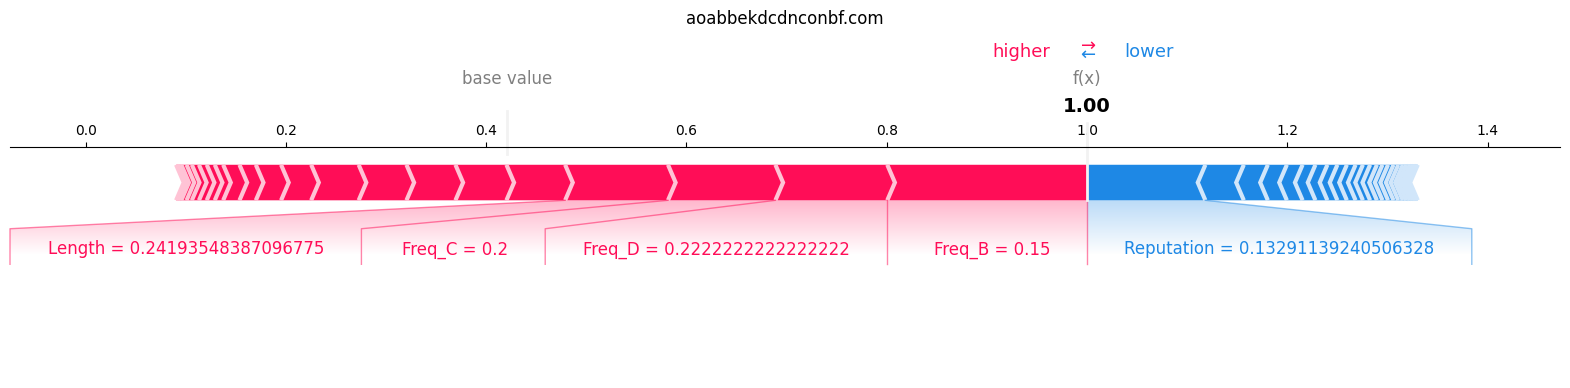 aoabbekdcdnconbf.com
higher ⇄ lower
base value f(x)
1.00
0.0 0.2 0.4 0.6 0.8 1.0 1.2 1.4
Length = 0.24193548387096775 Freq_C = 0.2 Freq_D = 0.2222222222222222 Freq_B = 0.15 Reputation = 0.13291139240506328